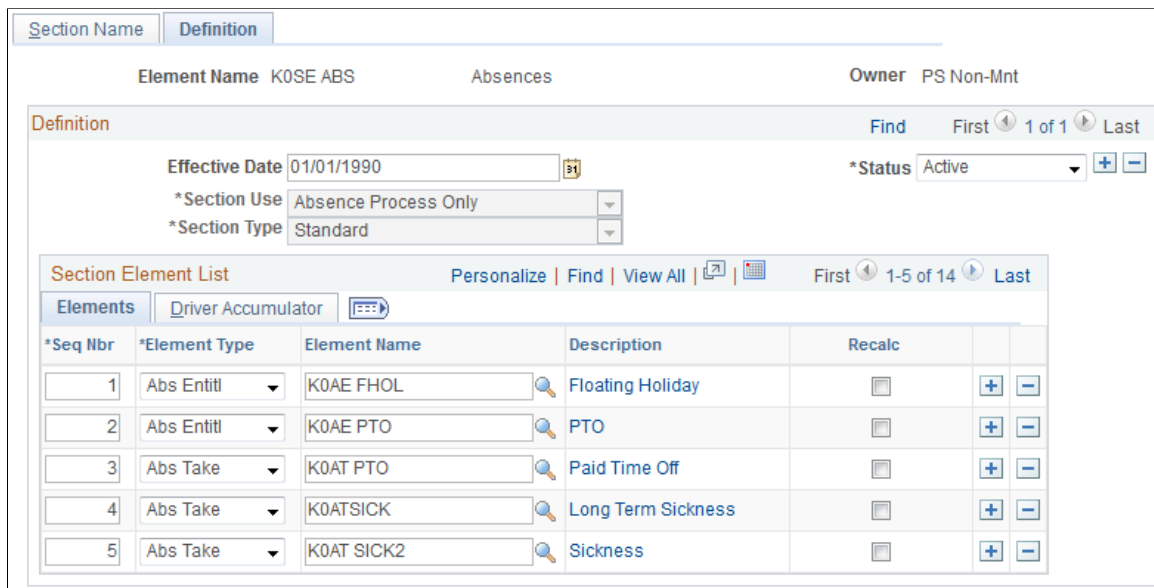 Section Name Definition
Element Name K0SE ABS Absences Owner PS Non-Mnt
Definition Find First 1 of 1 Last
Effective Date 01/01/1990 31 *Status Active
*Section Use Absence Process Only
*Section Type Standard
Section Element List Personalize | Find | View All | | First 1-5 of 14 Last
Elements Driver Accumulator
*Seq Nbr *Element Type Element Name Description Recalc
1 Abs Entitl K0AE FHOL Floating Holiday
2 Abs Entitl K0AE PTO PTO
3 Abs Take K0AT PTO Paid Time Off
4 Abs Take K0ATSICK Long Term Sickness
5 Abs Take K0AT SICK2 Sickness